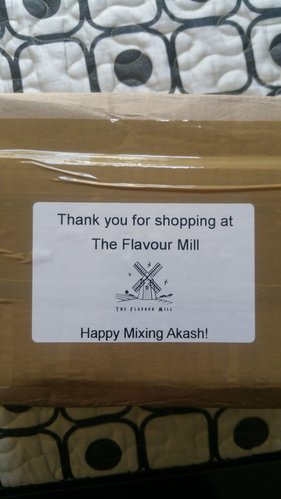 Thank you for shopping at
The Flavour Mill
THE FLAVOUR MILL
Happy Mixing Akash!